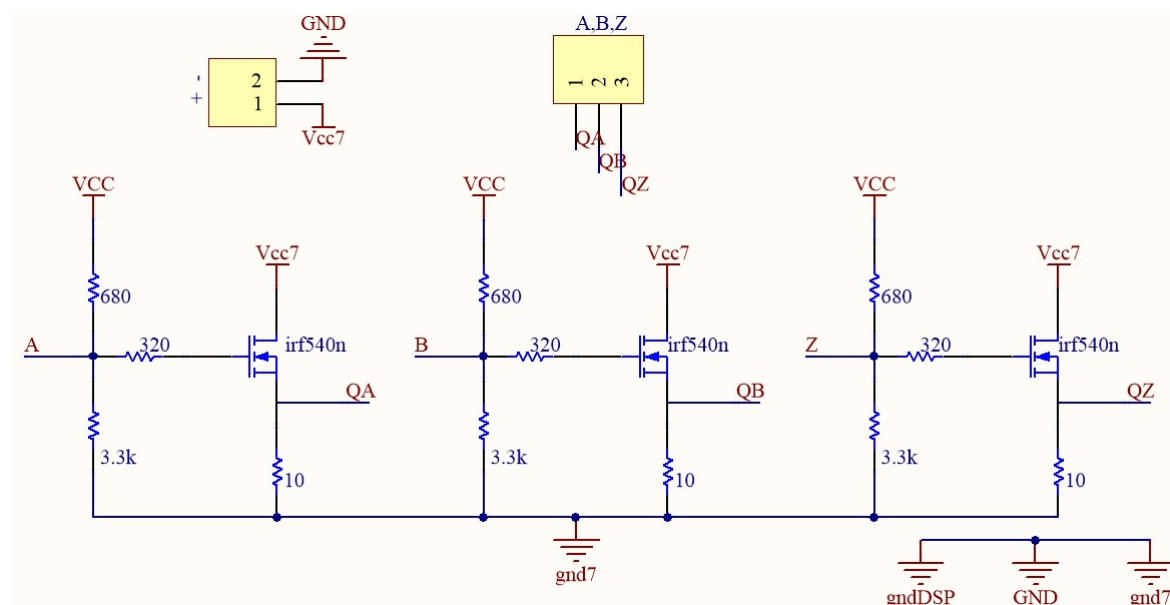 GND
A,B,Z
-
2
+
1
Vcc7
1 2 3
QA
QB
QZ
VCC
VCC
VCC
Vcc7
Vcc7
Vcc7
680
680
680
A
320
irf540n
B
320
irf540n
Z
320
irf540n
QA
QB
QZ
3.3k
10
3.3k
10
3.3k
10
gnd7
gndDSP
GND
gnd7